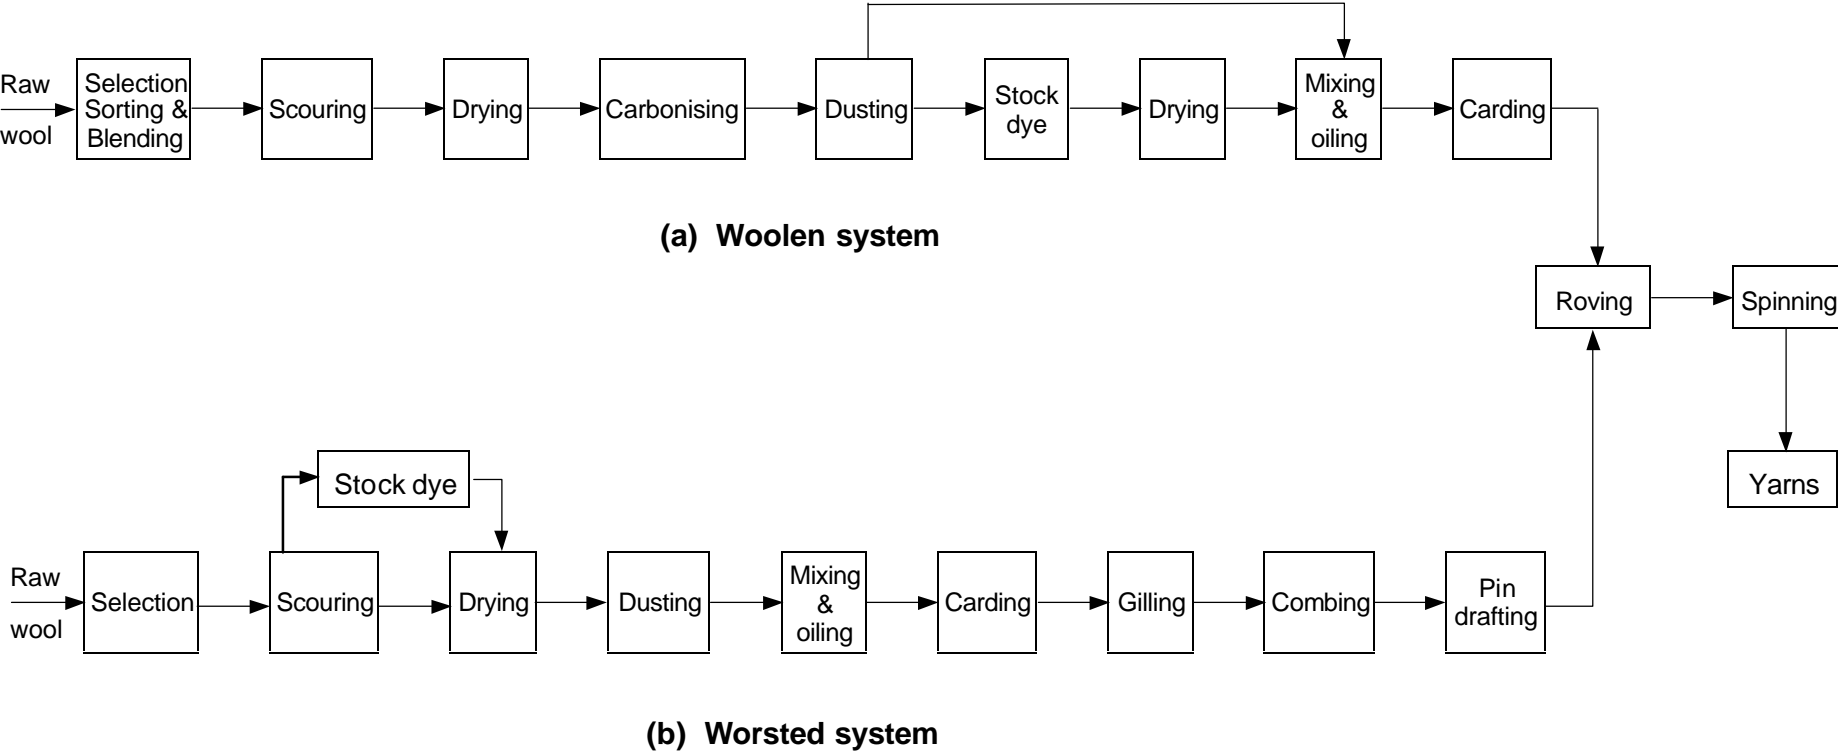 Raw
wool
Selection
Sorting &
Blending
Scouring
Drying
Carbonising
Dusting
Stock
dye
Drying
Mixing
&
oiling
Carding
(a) Woolen system
Roving
Spinning
Yarns
Stock dye
Raw
wool
Selection
Scouring
Drying
Dusting
Mixing
&
oiling
Carding
Gilling
Combing
Pin
drafting
(b) Worsted system